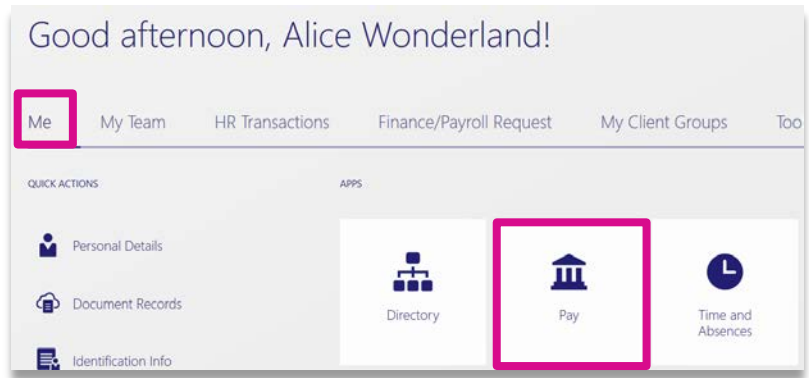 Good afternoon, Alice Wonderland!
Me My Team HR Transactions Finance/Payroll Request My Client Groups Too
QUICK ACTIONS
APPS
Personal Details
Document Records
Identification Info
Directory
Pay
Time and
Absences